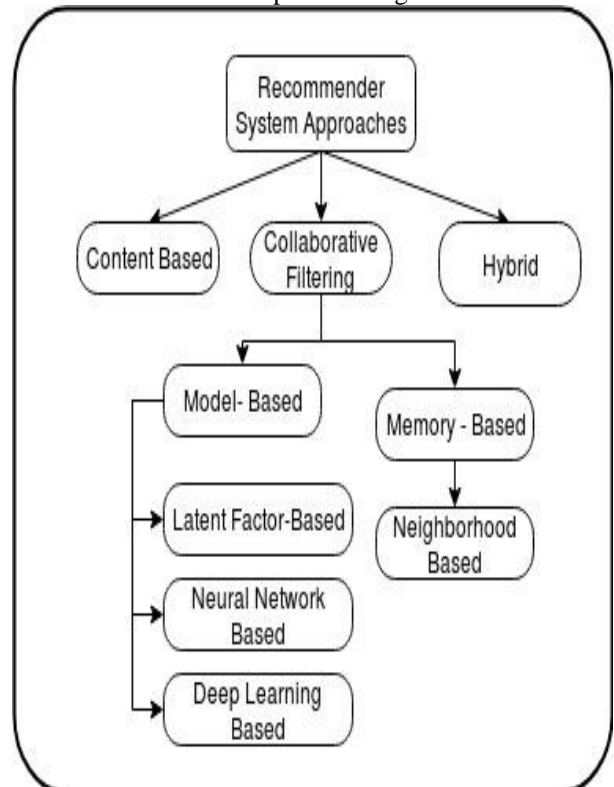 Recommender
System Approaches
Content Based
Collaborative
Filtering
Hybrid
Model- Based
Memory - Based
Latent Factor-Based
Neighborhood
Based
Neural Network
Based
Deep Learning
Based